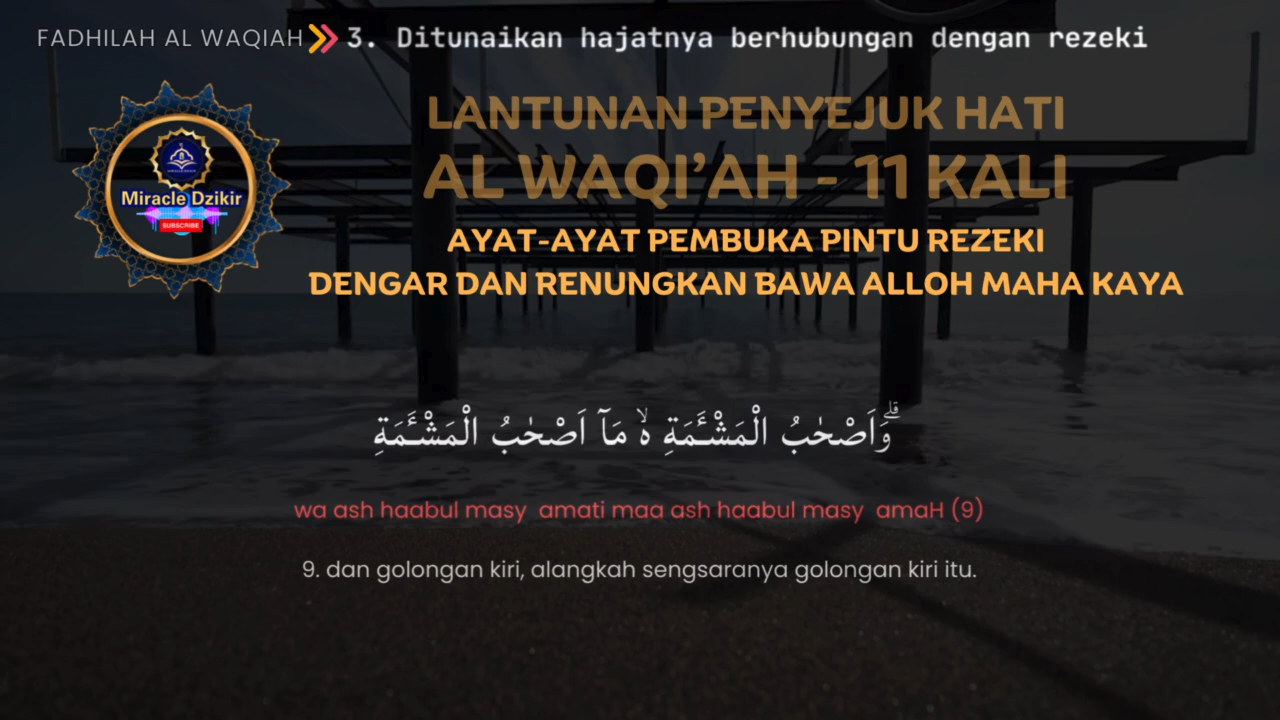 FADHILAH AL WAQIAH 3. Ditunaikan hajatnya berhubungan dengan rezeki
LANTUNAN PENYEJUK HATI
AL WAQI'AH - 11 KALI
Miracle Dzikir
SUBSCRIBE
AYAT-AYAT PEMBUKA PINTU REZEKI
DENGAR DAN RENUNGKAN BAWA ALLOH MAHA KAYA
وَاَصْحٰبُ الْمَشْـَٔمَةِ ەۙ مَآ اَصْحٰبُ الْمَشْـَٔمَةِۗ
wa ash haabul masy amati maa ash haabul masy amaH (9)
9. dan golongan kiri, alangkah sengsaranya golongan kiri itu.